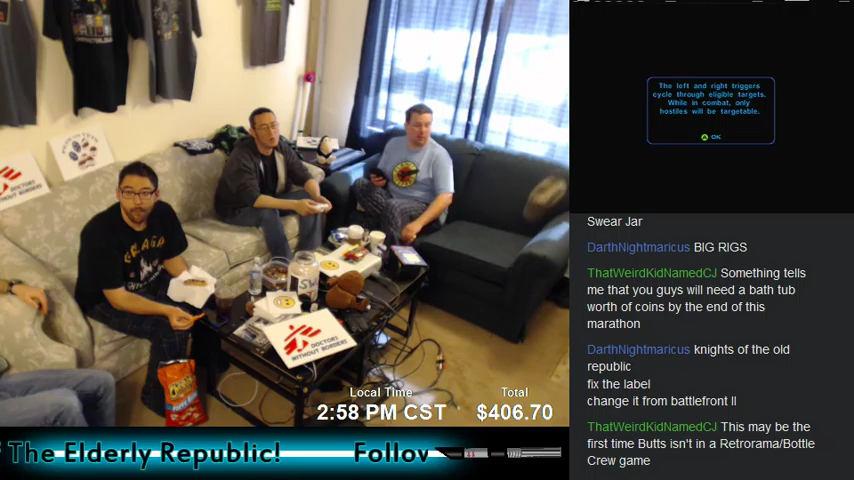 The left and right triggers
cycle through eligible targets.
While in combat, only
hostiles will be targetable.
OK
Swear Jar
DarthNightmaricus BIG RIGS
ThatWeirdKidNamedCJ Something tells
me that you guys will need a bath tub
worth of coins by the end of this
marathon
DarthNightmaricus knights of the old
republic
fix the label
change it from battlefront ll
ThatWeirdKidNamedCJ This may be the
first time Butts isn't in a Retrorama/Bottle
Crew game
DOCTORS
WITHOUT BORDERS
DOCTORS
WITHOUT BORDERS
Local Time
2:58 PM CST
Total
$406.70
The Elderly Republic!
Follov